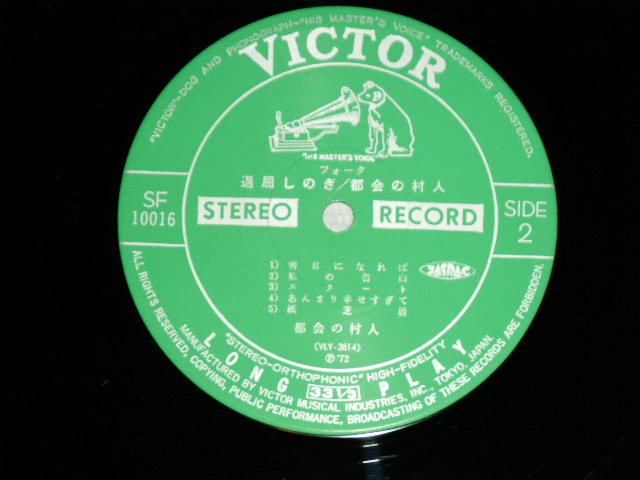 "VICTOR"-DOG AND PHONOGRAPH-"HIS MASTER'S VOICE" TRADEMARKS REGISTERED.
VICTOR
"HIS MASTER'S VOICE"
フォーク
退屈しのぎ/都会の村人
SF
10016
STEREO RECORD
SIDE
2
1) 明日になれば
2) 私の告白
3) スケート
4) あんまり幸せすぎて
5) 紙芝居
JASRAC
都会の村人
(VLY-3614)
Ⓟ'72
"STEREO-ORTHOPHONIC" HIGH-FIDELITY
LONG 33 1/3 PLAY
MANUFACTURED BY VICTOR MUSICAL INDUSTRIES, INC., TOKYO, JAPAN.
ALL RIGHTS RESERVED, COPYING, PUBLIC PERFORMANCE, BROADCASTING OF THESE RECORDS ARE FORBIDDEN.